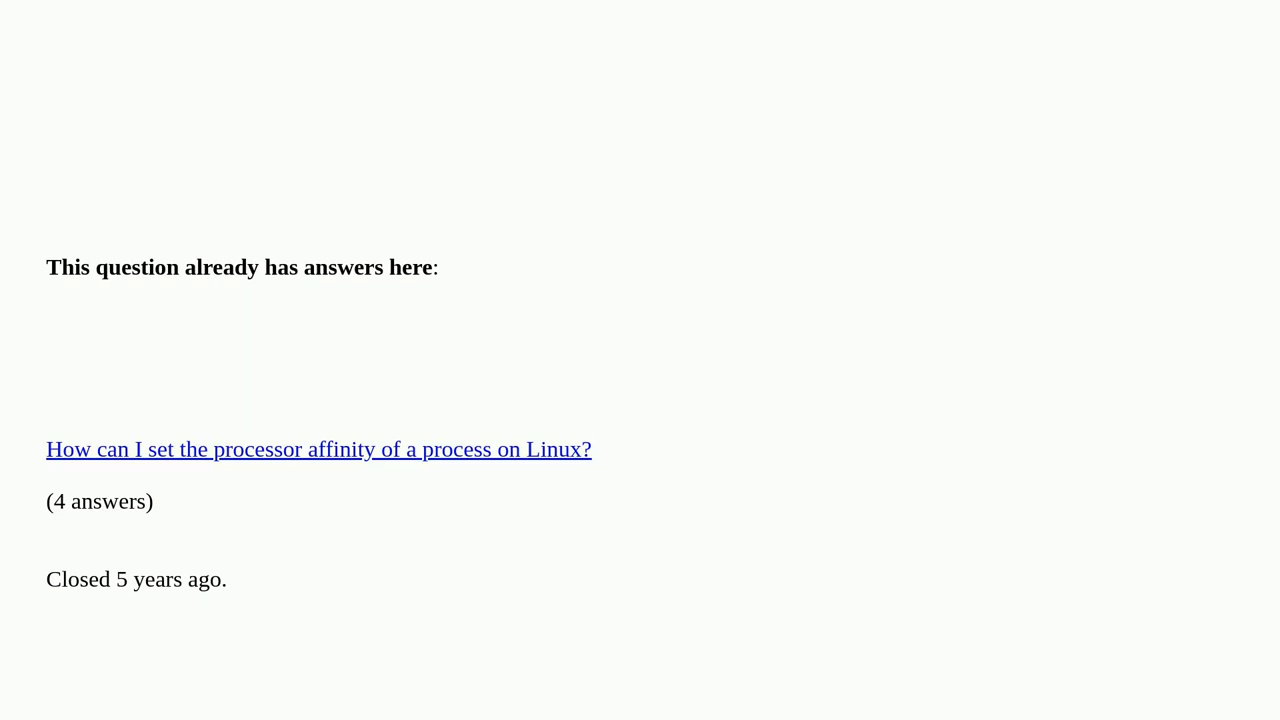 This question already has answers here:
How can I set the processor affinity of a process on Linux?
(4 answers)
Closed 5 years ago.